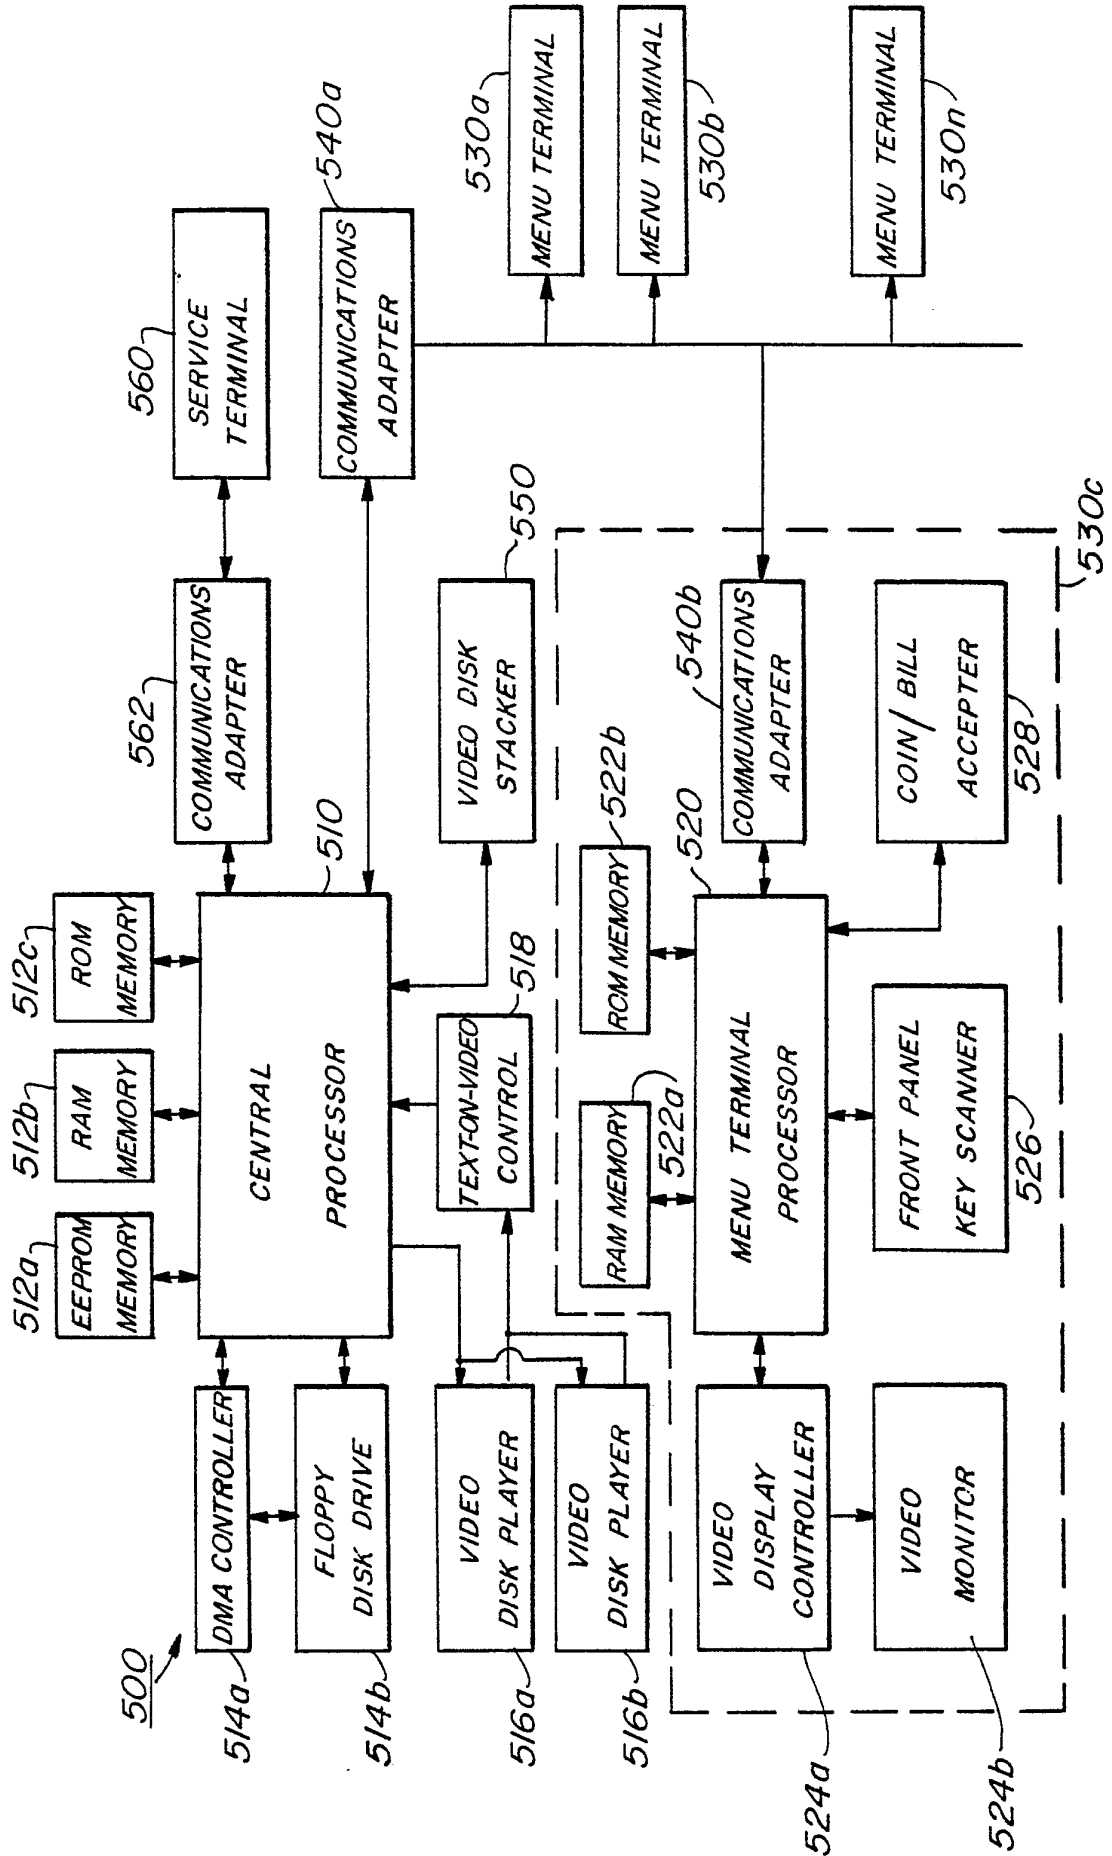 500
512a
EEPROM
MEMORY
512b
RAM
MEMORY
512c
ROM
MEMORY
562
COMMUNICATIONS
ADAPTER
560
SERVICE
TERMINAL
514a
DMA CONTROLLER
514b
FLOPPY
DISK DRIVE
CENTRAL
PROCESSOR
510
COMMUNICATIONS
ADAPTER
540a
516a
VIDEO
DISK PLAYER
516b
VIDEO
DISK PLAYER
TEXT-ON-VIDEO
CONTROL
518
VIDEO DISK
STACKER
550
530a
MENU TERMINAL
MENU TERMINAL
530b
MENU TERMINAL
530n
RAM MEMORY
522a
ROM MEMORY
522b
VIDEO
DISPLAY
CONTROLLER
524a
MENU TERMINAL
PROCESSOR
520
COMMUNICATIONS
ADAPTER
540b
VIDEO
MONITOR
524b
FRONT PANEL
KEY SCANNER
526
COIN/BILL
ACCEPTER
528
530c